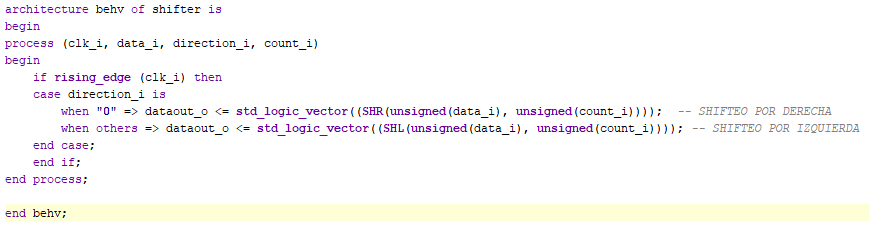 architecture behv of shifter is
begin
process (clk_i, data_i, direction_i, count_i)
begin
    if rising_edge (clk_i) then
    case direction_i is
        when "0" => dataout_o <= std_logic_vector((SHR(unsigned(data_i), unsigned(count_i))));  -- SHIFTEO POR DERECHA
        when others => dataout_o <= std_logic_vector((SHL(unsigned(data_i), unsigned(count_i)))); -- SHIFTEO POR IZQUIERDA
    end case;
    end if;
end process;

end behv;